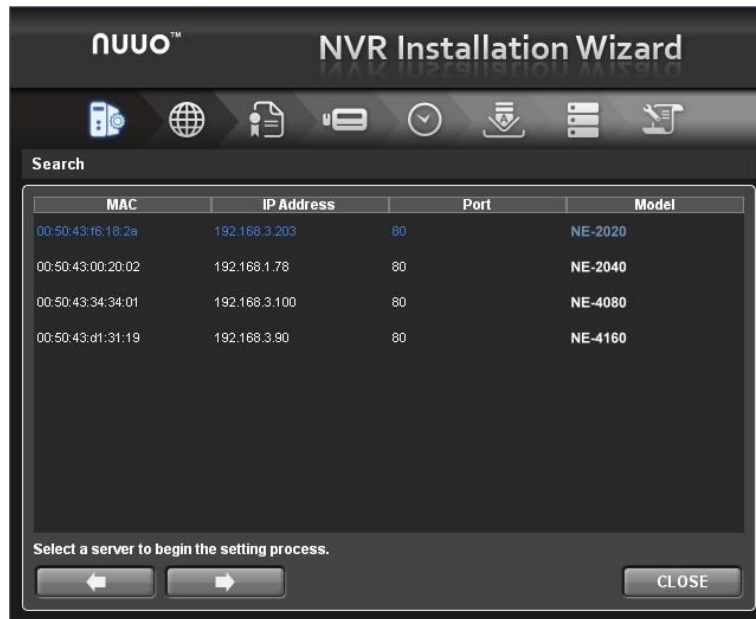 nuuo™ NVR Installation Wizard
Search
MAC IP Address Port Model
00:50:43:f6:18:2a 192.168.3.203 80 NE-2020
00:50:43:00:20:02 192.168.1.78 80 NE-2040
00:50:43:34:34:01 192.168.3.100 80 NE-4080
00:50:43:d1:31:19 192.168.3.90 80 NE-4160
Select a server to begin the setting process.
CLOSE